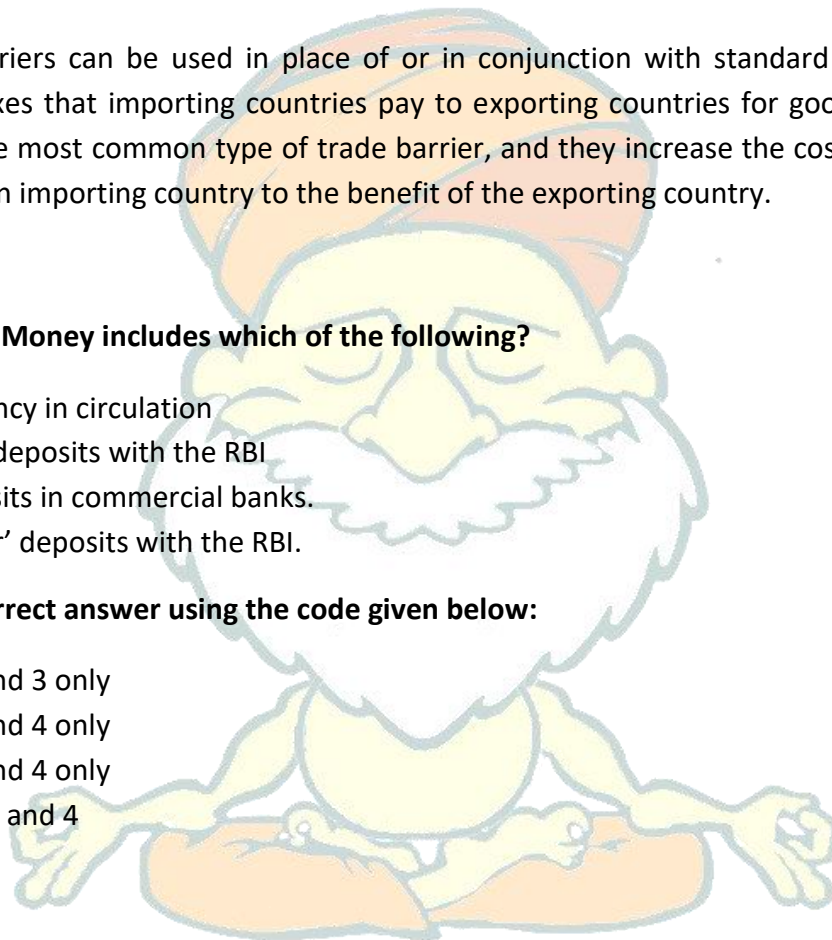 riers can be used in place of or in conjunction with standard
xes that importing countries pay to exporting countries for goo
e most common type of trade barrier, and they increase the cos
n importing country to the benefit of the exporting country.
Money includes which of the following?
ncy in circulation
deposits with the RBI
sits in commercial banks.
r’ deposits with the RBI.
rrect answer using the code given below:
nd 3 only
nd 4 only
nd 4 only
and 4